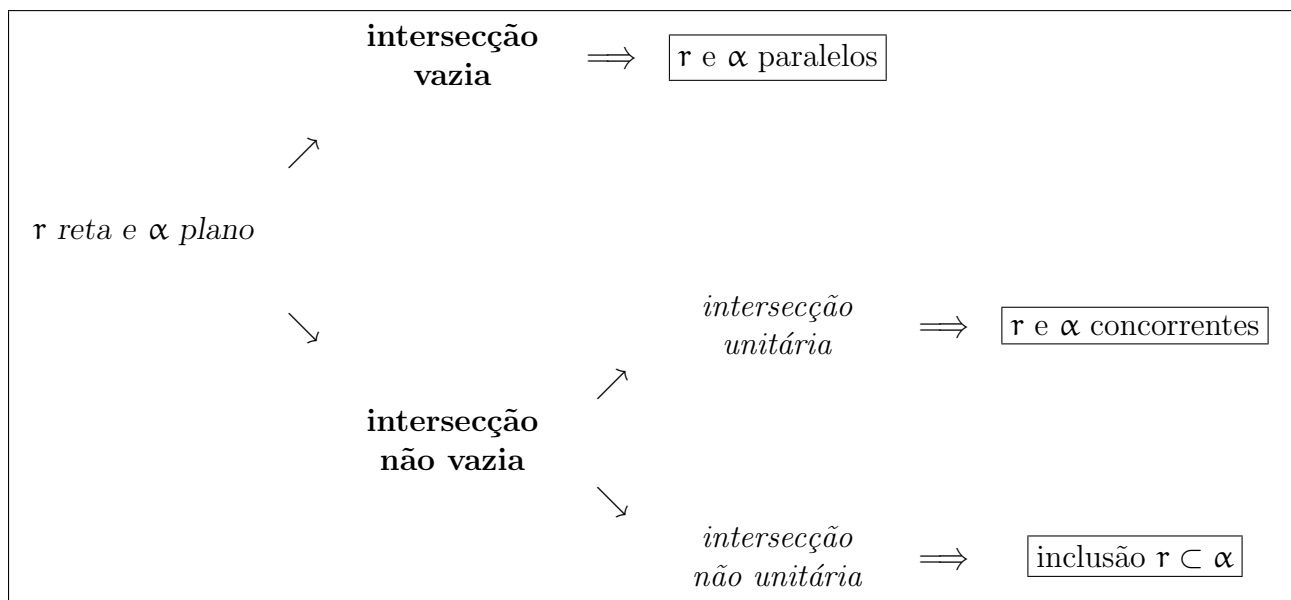 intersecção
vazia
⟹ r e α paralelos
↗
r reta e α plano
↘
intersecção
unitária
⟹ r e α concorrentes
↗
intersecção
não vazia
↘
intersecção
não unitária
⟹ inclusão r ⊂ α